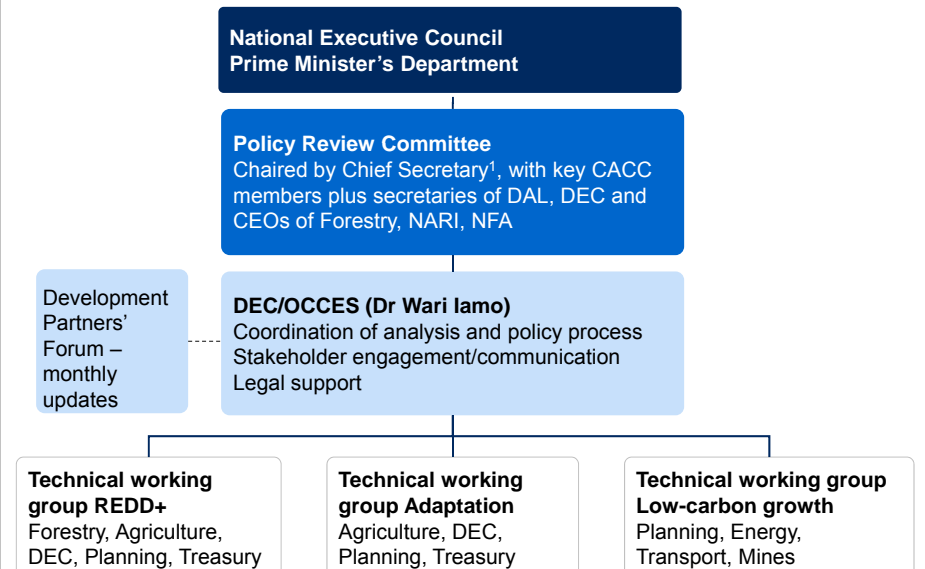 National Executive Council
Prime Minister’s Department
Policy Review Committee
Chaired by Chief Secretary¹, with key CACC
members plus secretaries of DAL, DEC and
CEOs of Forestry, NARI, NFA
Development
Partners’
Forum –
monthly
updates
DEC/OCCES (Dr Wari Iamo)
Coordination of analysis and policy process
Stakeholder engagement/communication
Legal support
Technical working
group REDD+
Forestry, Agriculture,
DEC, Planning, Treasury
Technical working
group Adaptation
Agriculture, DEC,
Planning, Treasury
Technical working group
Low-carbon growth
Planning, Energy,
Transport, Mines